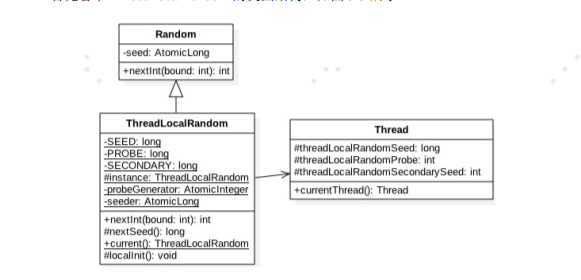 Random
-seed: AtomicLong
+nextInt(bound: int): int
ThreadLocalRandom
-SEED: long
-PROBE: long
-SECONDARY: long
#instance: ThreadLocalRandom
-probeGenerator: AtomicInteger
-seeder: AtomicLong
+nextInt(bound: int): int
#nextSeed(): long
+current(): ThreadLocalRandom
#localInit(): void
Thread
#threadLocalRandomSeed: long
#threadLocalRandomProbe: int
#threadLocalRandomSecondarySeed: int
+currentThread(): Thread